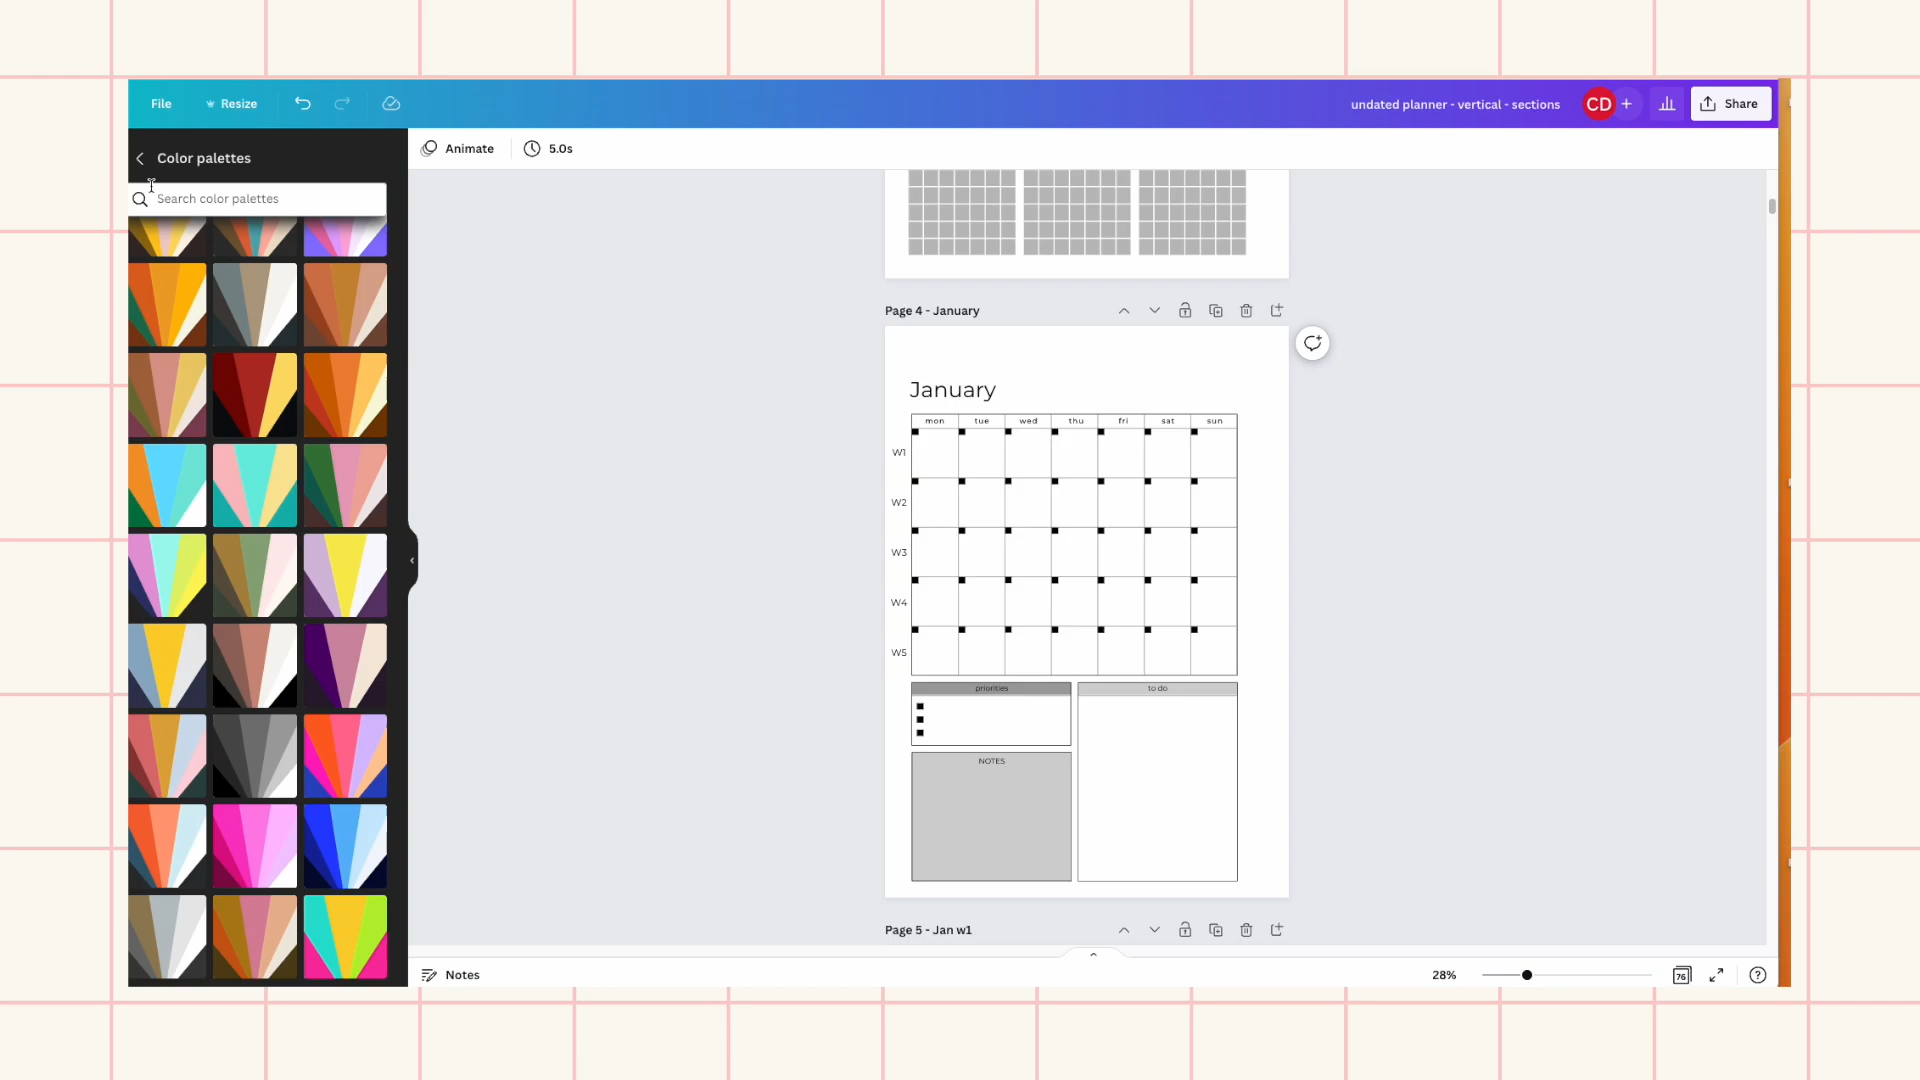 File
Resize
undated planner - vertical - sections
CD
Share
Color palettes
Search color palettes
Animate
5.0s
Page 4 - January
January
mon tue wed thu fri sat sun
W1
W2
W3
W4
W5
priorities
to do
NOTES
Page 5 - Jan w1
Notes
28%
76